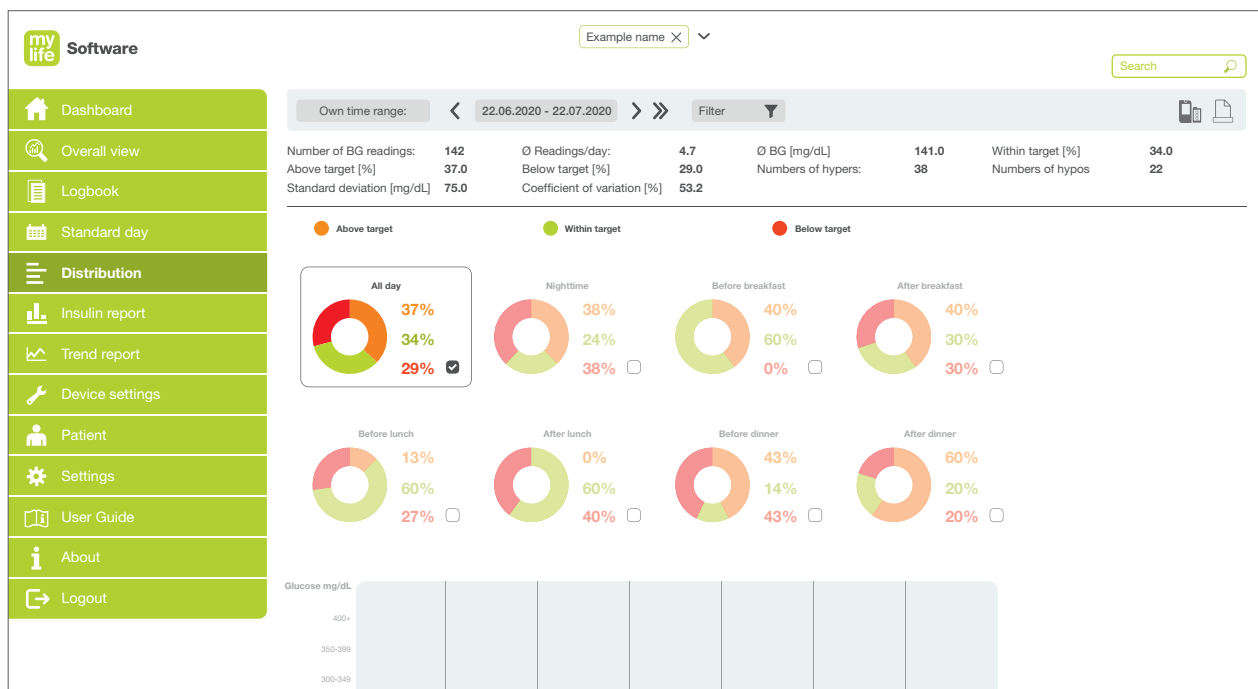 my
life
Software
Example name
Search
Dashboard
Overall view
Logbook
Standard day
Distribution
Insulin report
Trend report
Device settings
Patient
Settings
User Guide
About
Logout
Own time range:
22.06.2020 - 22.07.2020
Filter
Number of BG readings: 142 Ø Readings/day: 4.7 Ø BG [mg/dL] 141.0 Within target [%] 34.0
Above target [%] 37.0 Below target [%] 29.0 Numbers of hypers: 38 Numbers of hypos 22
Standard deviation [mg/dL] 75.0 Coefficient of variation [%] 53.2
Above target Within target Below target
All day
37%
34%
29%
Nighttime
38%
24%
38%
Before breakfast
40%
60%
0%
After breakfast
40%
30%
30%
Before lunch
13%
60%
27%
After lunch
0%
60%
40%
Before dinner
43%
14%
43%
After dinner
60%
20%
20%
Glucose mg/dL
400+
350-399
300-349